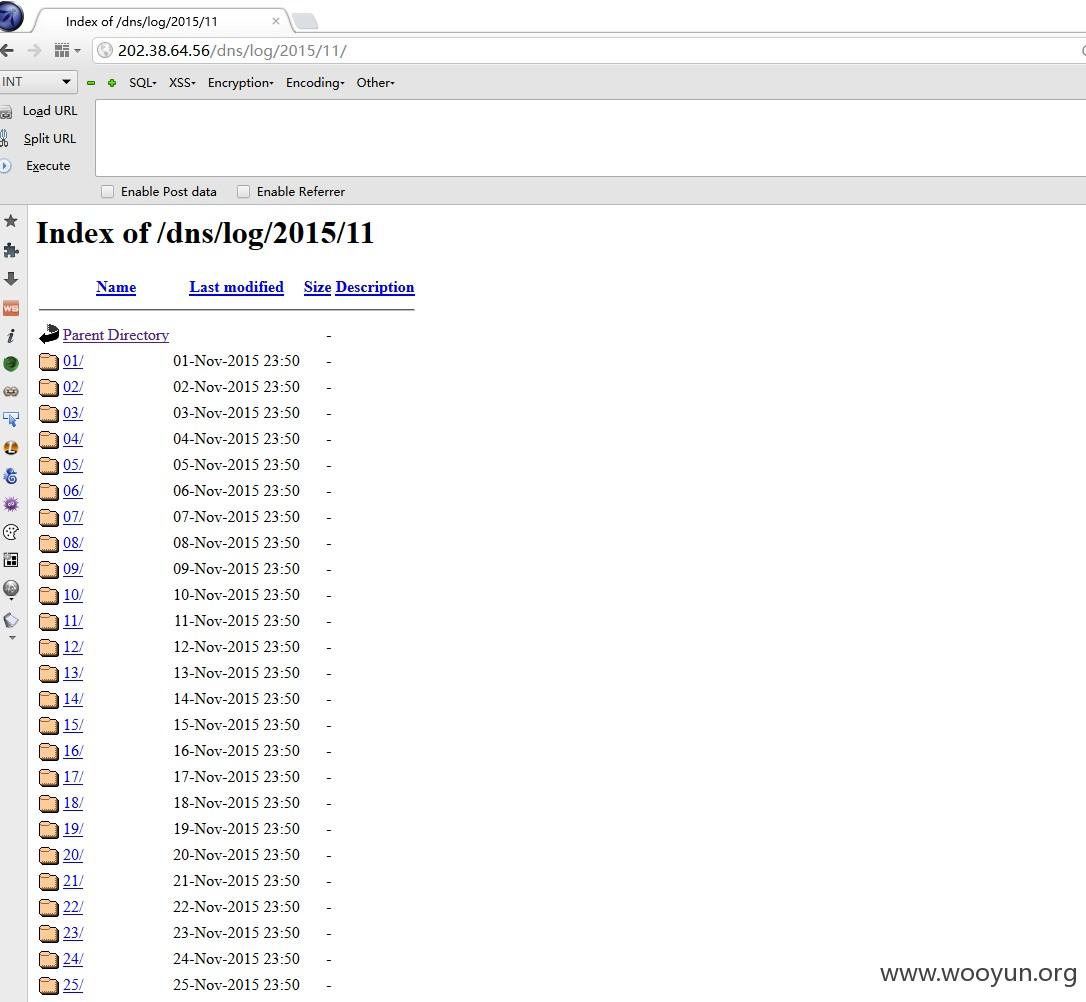 Index of /dns/log/2015/11
202.38.64.56/dns/log/2015/11/
INT SQL XSS Encryption Encoding Other
Load URL
Split URL
Execute
Enable Post data Enable Referrer
Index of /dns/log/2015/11
Name Last modified Size Description
Parent Directory -
01/ 01-Nov-2015 23:50 -
02/ 02-Nov-2015 23:50 -
03/ 03-Nov-2015 23:50 -
04/ 04-Nov-2015 23:50 -
05/ 05-Nov-2015 23:50 -
06/ 06-Nov-2015 23:50 -
07/ 07-Nov-2015 23:50 -
08/ 08-Nov-2015 23:50 -
09/ 09-Nov-2015 23:50 -
10/ 10-Nov-2015 23:50 -
11/ 11-Nov-2015 23:50 -
12/ 12-Nov-2015 23:50 -
13/ 13-Nov-2015 23:50 -
14/ 14-Nov-2015 23:50 -
15/ 15-Nov-2015 23:50 -
16/ 16-Nov-2015 23:50 -
17/ 17-Nov-2015 23:50 -
18/ 18-Nov-2015 23:50 -
19/ 19-Nov-2015 23:50 -
20/ 20-Nov-2015 23:50 -
21/ 21-Nov-2015 23:50 -
22/ 22-Nov-2015 23:50 -
23/ 23-Nov-2015 23:50 -
24/ 24-Nov-2015 23:50 -
25/ 25-Nov-2015 23:50 -
www.wooyun.org